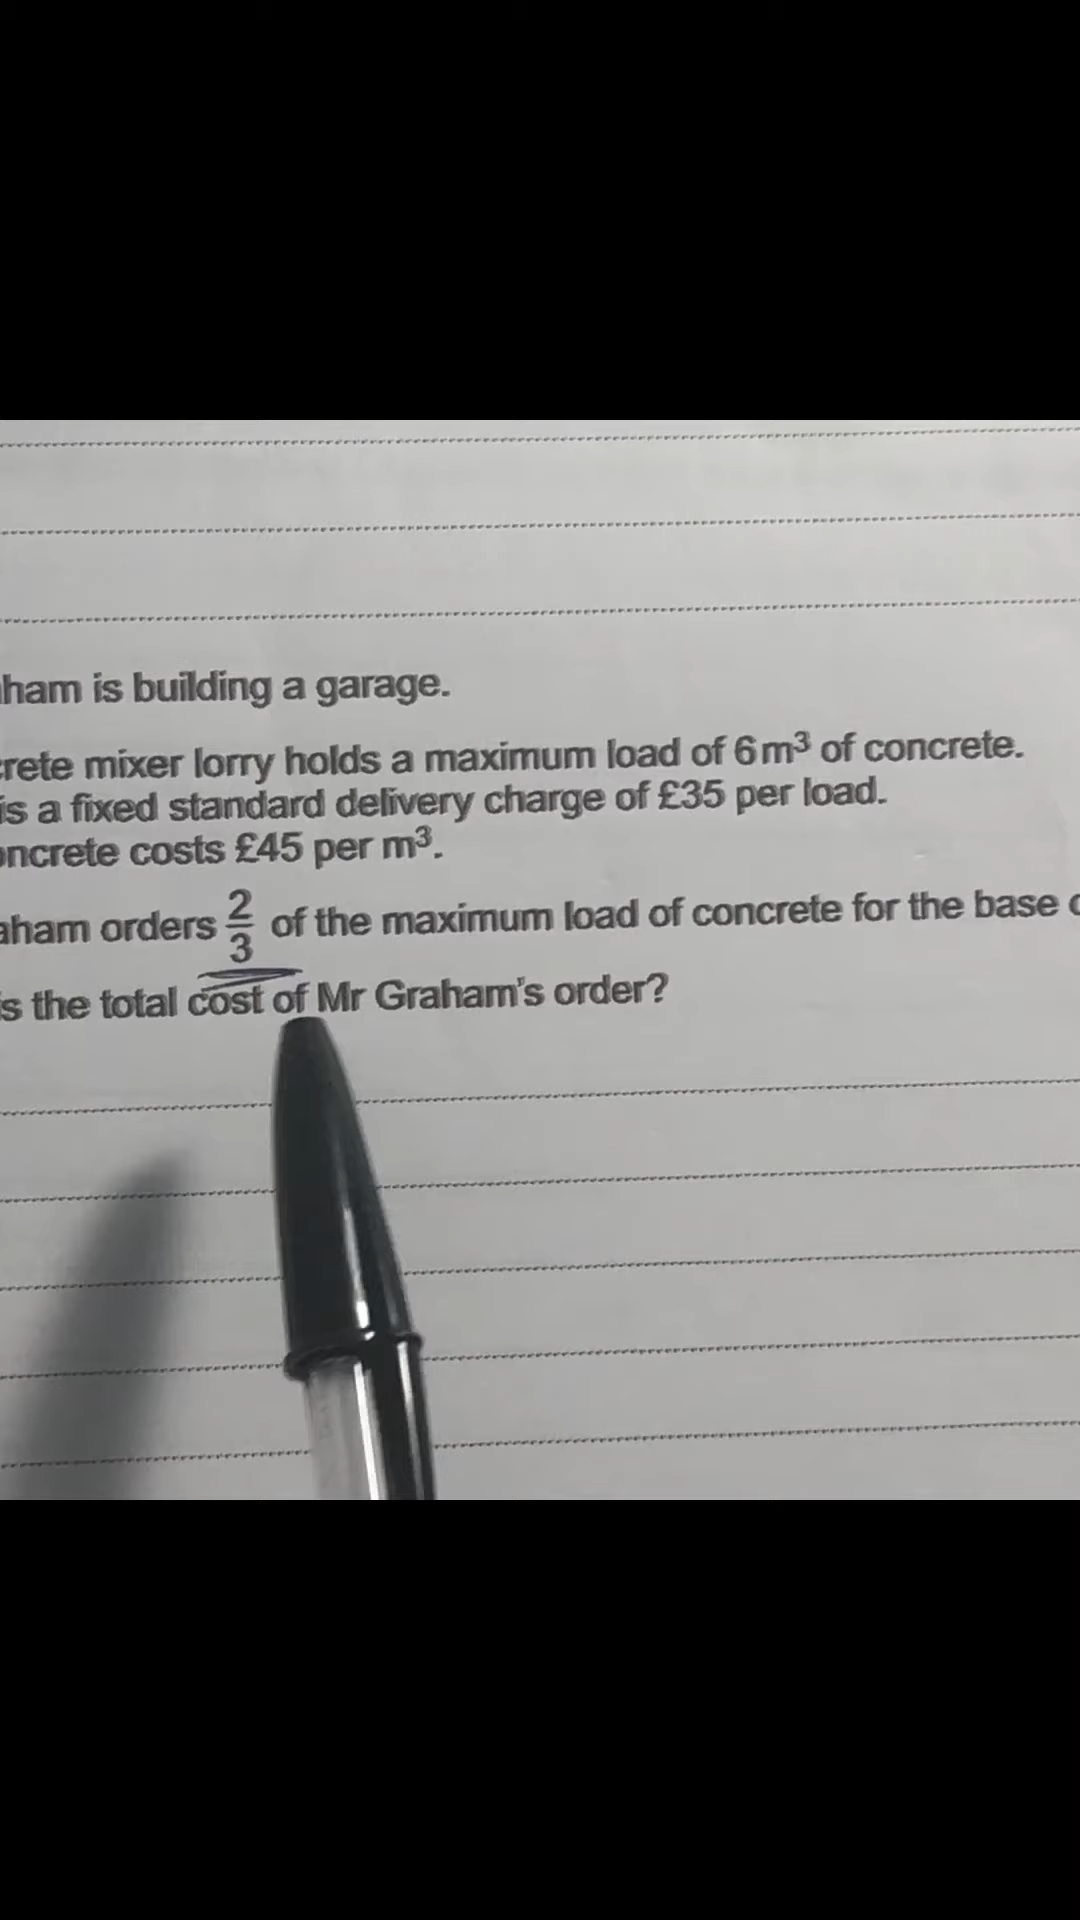 ham is building a garage.
crete mixer lorry holds a maximum load of 6 m³ of concrete.
is a fixed standard delivery charge of £35 per load.
oncrete costs £45 per m³.
aham orders 2/3 of the maximum load of concrete for the base
s the total cost of Mr Graham's order?